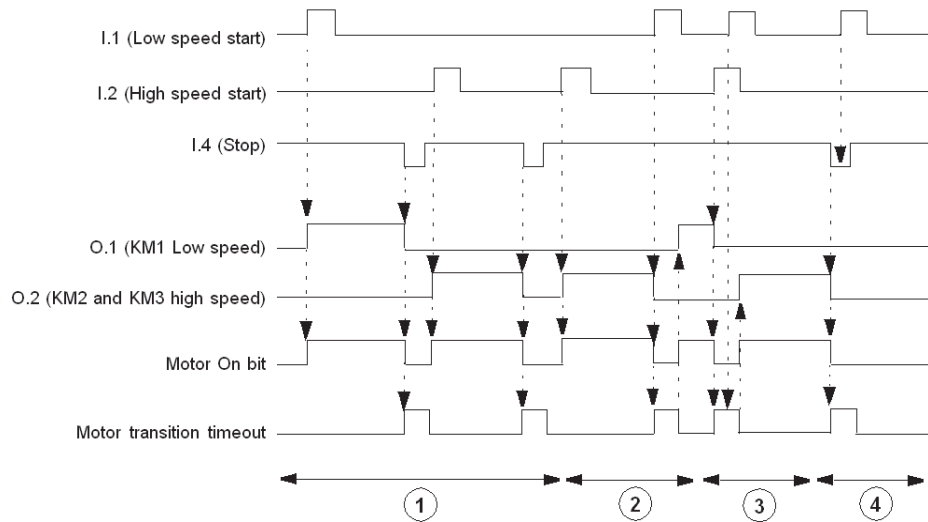 I.1 (Low speed start)
I.2 (High speed start)
I.4 (Stop)
O.1 (KM1 Low speed)
O.2 (KM2 and KM3 high speed)
Motor On bit
Motor transition timeout
1
2
3
4